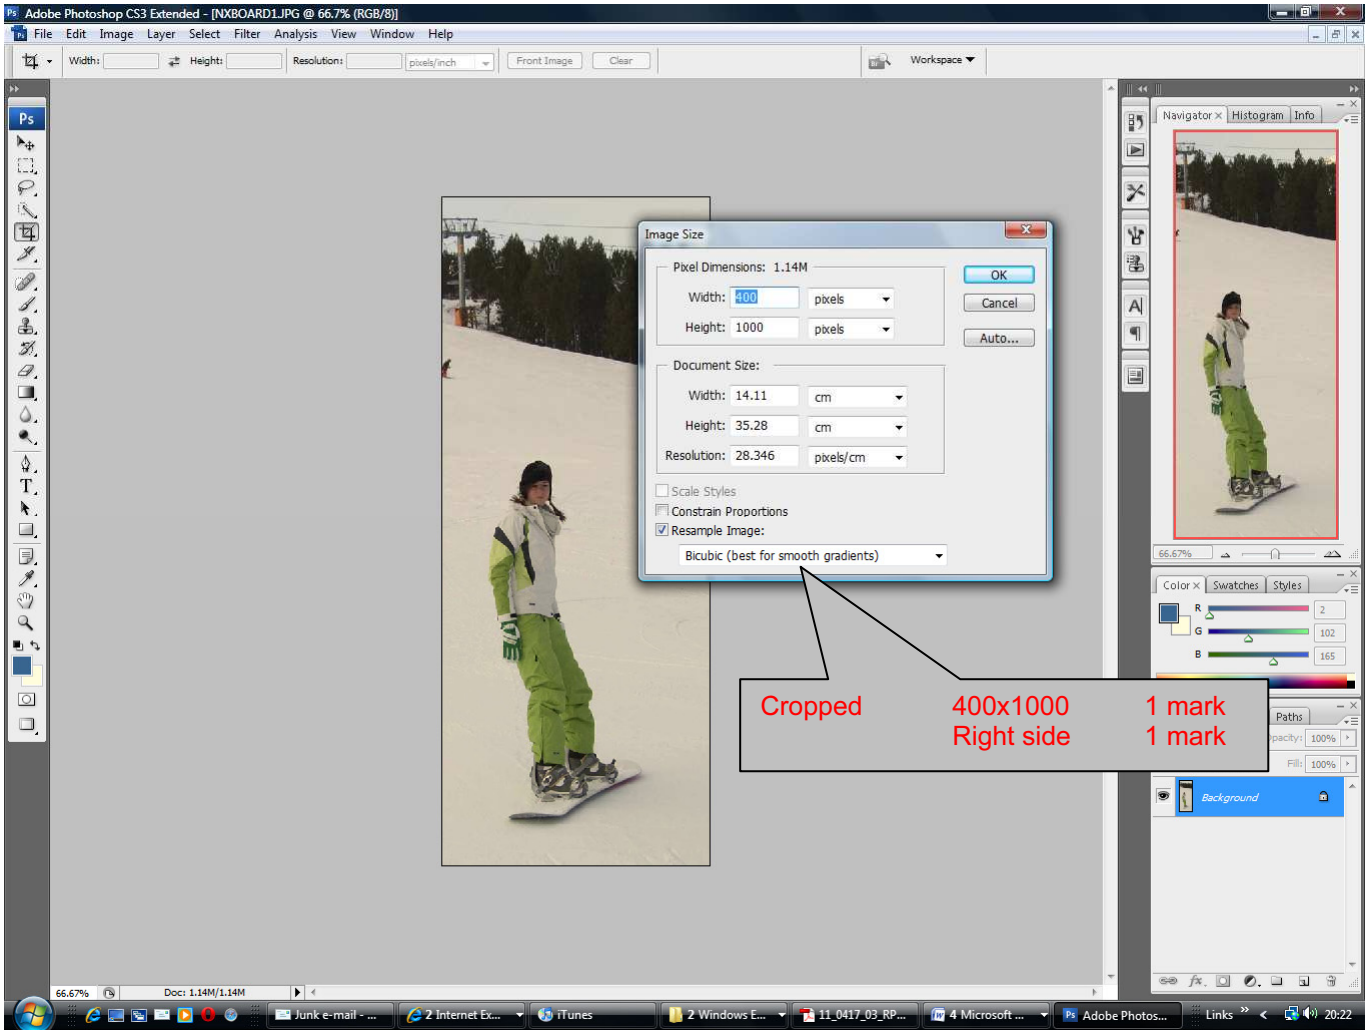 Ps Adobe Photoshop CS3 Extended - [NXBOARD1.JPG @ 66.7% (RGB/8)]
File Edit Image Layer Select Filter Analysis View Window Help
Width: Height: Resolution: pixels/inch Front Image Clear Workspace
Ps
Navigator Histogram Info
Image Size
Pixel Dimensions: 1.14M
Width: 400 pixels
Height: 1000 pixels
OK
Cancel
Auto...
Document Size:
Width: 14.11 cm
Height: 35.28 cm
Resolution: 28.346 pixels/cm
Scale Styles
Constrain Proportions
Resample Image:
Bicubic (best for smooth gradients)
66.67%
Color Swatches Styles
R 2
G 102
B 165
Cropped 400x1000 1 mark
Right side 1 mark
Paths
100%
Fill: 100%
Background
66.67% Doc: 1.14M/1.14M
Junk e-mail - ... 2 Internet Ex... iTunes 2 Windows E... 11_0417_03_RP... 4 Microsoft ... Ps Adobe Photos... Links 20:22